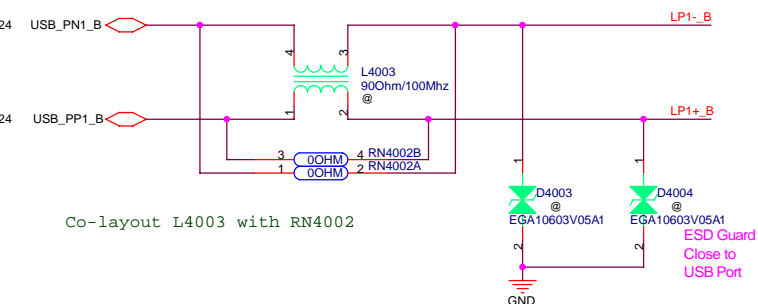 24 USB_PN1_B
LP1-_B
4
3
L4003
90Ohm/100Mhz
@
1
2
24 USB_PP1_B
LP1+_B
3 0OHM 4 RN4002B
1 0OHM 2 RN4002A
1
1
D4003
@
EGA10603V05A1
D4004
@
EGA10603V05A1
Co-layout L4003 with RN4002
2
2
ESD Guard
Close to
USB Port
GND